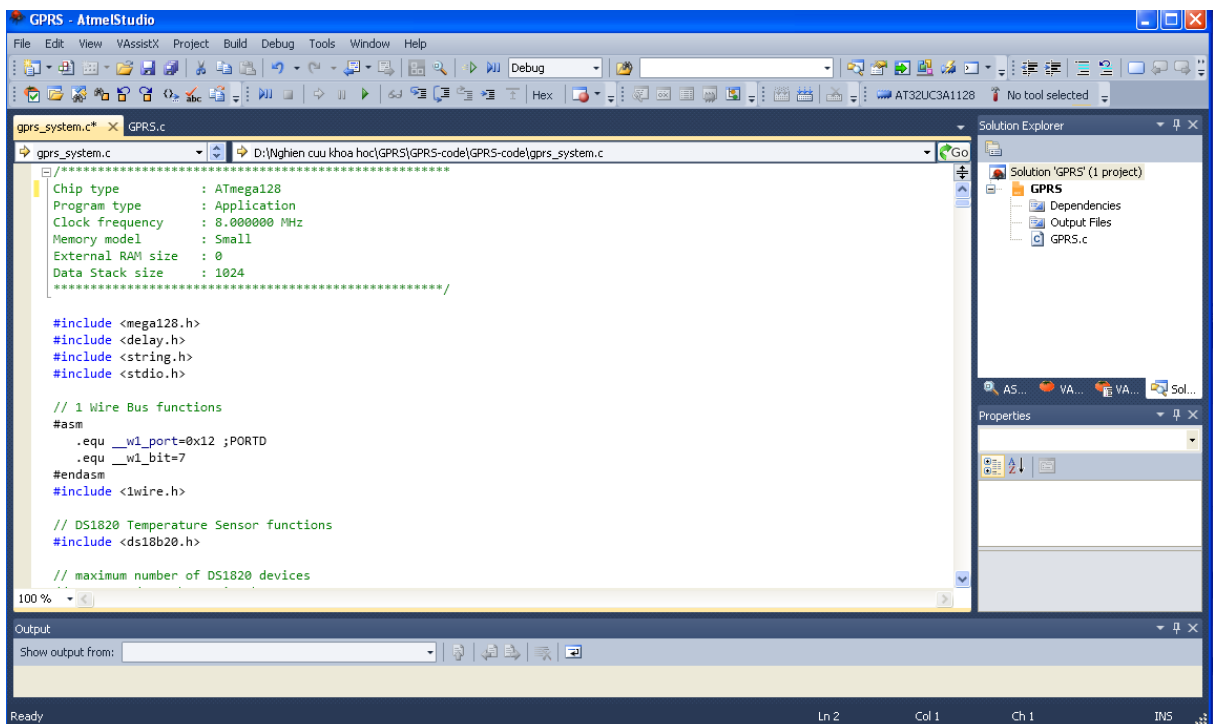 GPRS - AtmelStudio
File Edit View VAssistX Project Build Debug Tools Window Help
Debug
Hex AT32UC3A1128 No tool selected
gprs_system.c* GPRS.c
gprs_system.c D:\Nghien cuu khoa hoc\GPRS\GPRS-code\GPRS-code\gprs_system.c Go
/*****************************************************
Chip type : ATmega128
Program type : Application
Clock frequency : 8.000000 MHz
Memory model : Small
External RAM size : 0
Data Stack size : 1024
*****************************************************/
#include <mega128.h>
#include <delay.h>
#include <string.h>
#include <stdio.h>
// 1 Wire Bus functions
#asm
.equ __w1_port=0x12 ;PORTD
.equ __w1_bit=7
#endasm
#include <1wire.h>
// DS1820 Temperature Sensor functions
#include <ds18b20.h>
// maximum number of DS1820 devices
100 %
Solution Explorer
Solution 'GPRS' (1 project)
GPRS
Dependencies
Output Files
GPRS.c
AS... VA... VA... Sol...
Properties
Output
Show output from:
Ready Ln 2 Col 1 Ch 1 INS